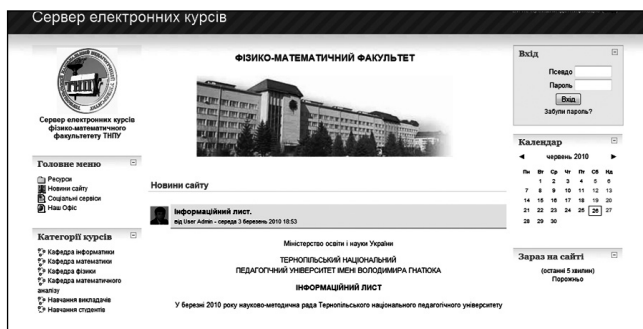 Сервер електронних курсів
ТНПУ
Сервер електронних курсів
фізико-математичного
факультетету ТНПУ
Головне меню
Ресурси
Новини сайту
Соціальні сервіси
Наш Офіс
Категорії курсів
Кафедра інформатики
Кафедра математики
Кафедра фізики
Кафедра математичного
аналізу
Навчання викладачів
Навчання студентів
ФІЗИКО-МАТЕМАТИЧНИЙ ФАКУЛЬТЕТ
Новини сайту
Інформаційний лист.
від User Admin - середа 3 березень 2010 18:53
Міністерство освіти і науки України
ТЕРНОПІЛЬСЬКИЙ НАЦІОНАЛЬНИЙ
ПЕДАГОГІЧНИЙ УНІВЕРСИТЕТ ІМЕНІ ВОЛОДИМИРА ГНАТЮКА
ІНФОРМАЦІЙНИЙ ЛИСТ
У березні 2010 року науково-методична рада Тернопільського національного педагогічного університету
Вхід
Псевдо
Пароль
Вхід
Забули пароль?
Календар
◄ червень 2010 ►
Пн Вт Ср Чт Пт Сб Нд
1 2 3 4 5 6
7 8 9 10 11 12 13
14 15 16 17 18 19 20
21 22 23 24 25 26 27
28 29 30
Зараз на сайті
(останні 5 хвилин)
Порожньо